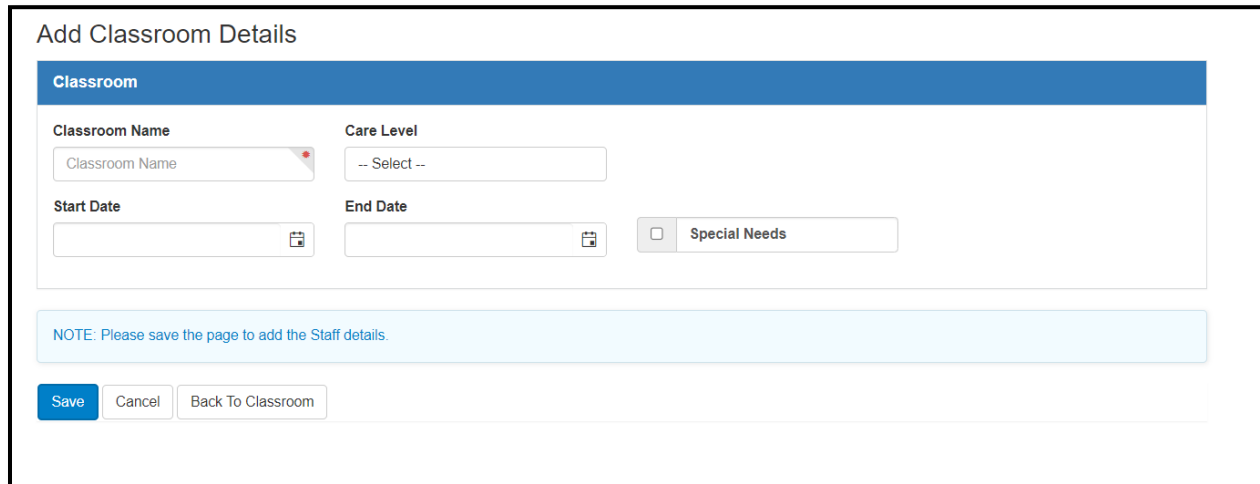 Add Classroom Details
Classroom
Classroom Name Care Level
Classroom Name * -- Select --
Start Date End Date
Special Needs
NOTE: Please save the page to add the Staff details.
Save Cancel Back To Classroom